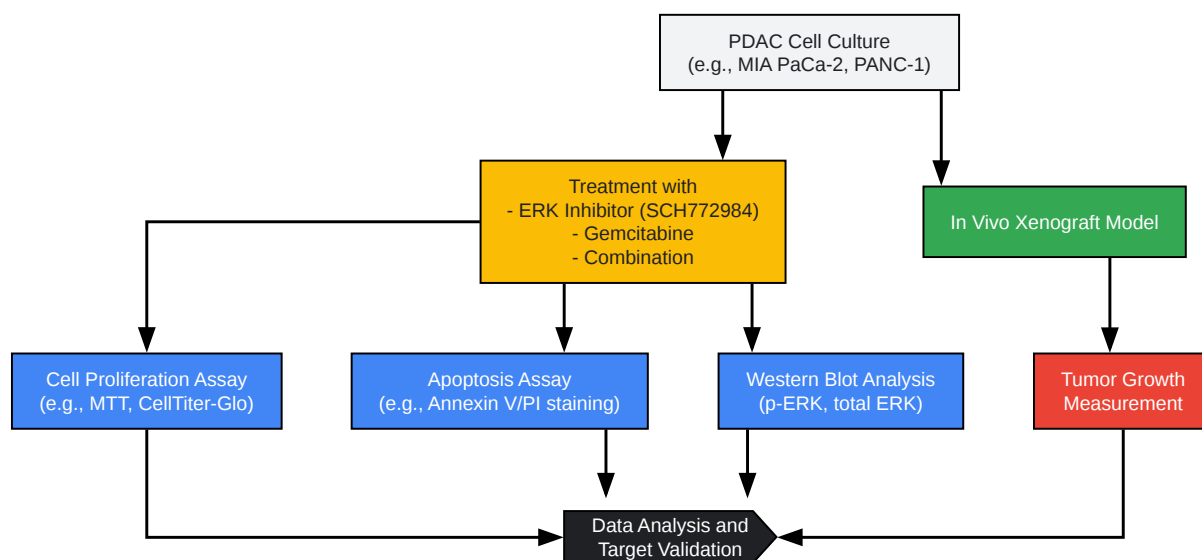 PDAC Cell Culture
(e.g., MIA PaCa-2, PANC-1)
Treatment with
- ERK Inhibitor (SCH772984)
- Gemcitabine
- Combination
In Vivo Xenograft Model
Cell Proliferation Assay
(e.g., MTT, CellTiter-Glo)
Apoptosis Assay
(e.g., Annexin V/PI staining)
Western Blot Analysis
(p-ERK, total ERK)
Tumor Growth
Measurement
Data Analysis and
Target Validation